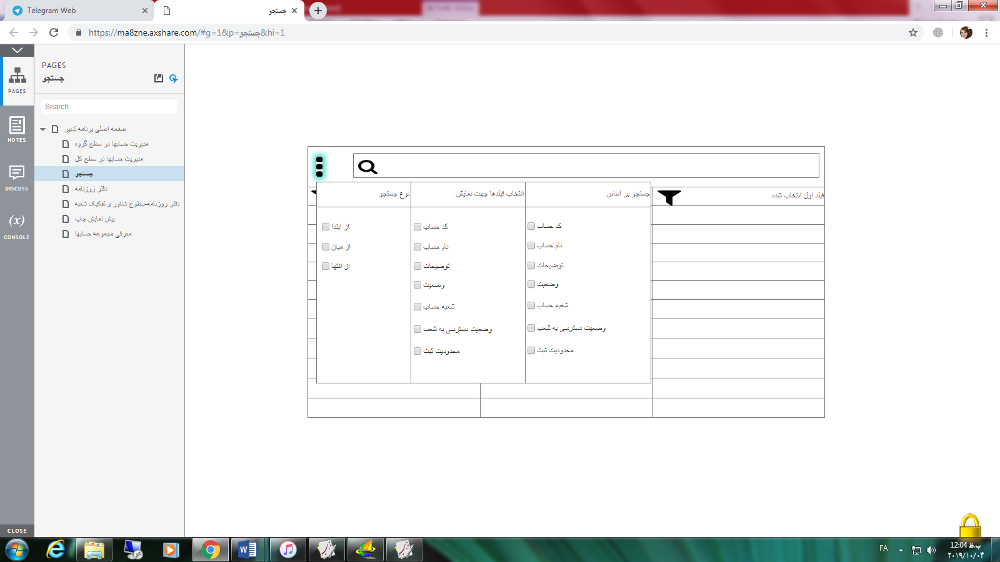 Telegram Web
جستجو
https://ma8zne.axshare.com/#g=1&p=جستجو&hi=1
PAGES
جستجو
Search
صفحه اصلی برنامه تدبیر
مدیریت حسابها در سطح گروه
مدیریت حسابها در سطح کل
جستجو
دفتر روزنامه
دفتر روزنامه-سطوح شناور و تفکیک شعبه
پیش نمایش چاپ
معرفی مجموعه حسابها
PAGES
NOTES
DISCUSS
(x)
CONSOLE
CLOSE
فیلد اول انتخاب شده
جستجو بر اساس
انتخاب فیلدها جهت نمایش
نوع جستجو
کد حساب
نام حساب
توضیحات
وضعیت
شعبه حساب
وضعیت دسترسی به شعب
محدودیت ثبت
کد حساب
نام حساب
توضیحات
وضعیت
شعبه حساب
وضعیت دسترسی به شعب
محدودیت ثبت
از ابتدا
از میان
از انتها
FA
12:04 ب.ظ
۲۰۱۹/۱۰/۰۴